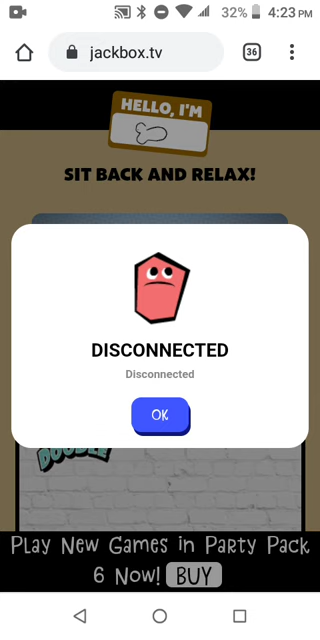 32% 4:23 PM
jackbox.tv
36
HELLO, I'M
SIT BACK AND RELAX!
DISCONNECTED
Disconnected
OK
DOODLE
Play New Games in Party Pack
6 Now! BUY